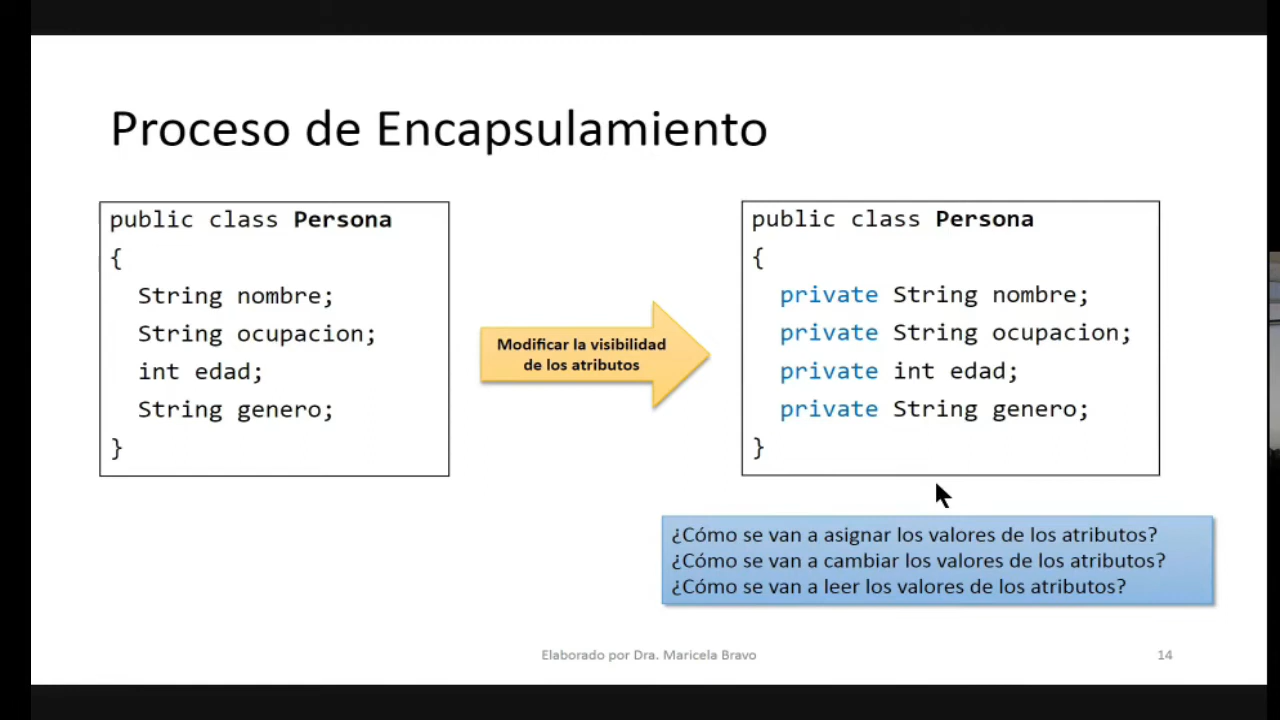 Proceso de Encapsulamiento
public class Persona
{
String nombre;
String ocupacion;
int edad;
String genero;
}
Modificar la visibilidad
de los atributos
public class Persona
{
private String nombre;
private String ocupacion;
private int edad;
private String genero;
}
¿Cómo se van a asignar los valores de los atributos?
¿Cómo se van a cambiar los valores de los atributos?
¿Cómo se van a leer los valores de los atributos?
Elaborado por Dra. Maricela Bravo
14